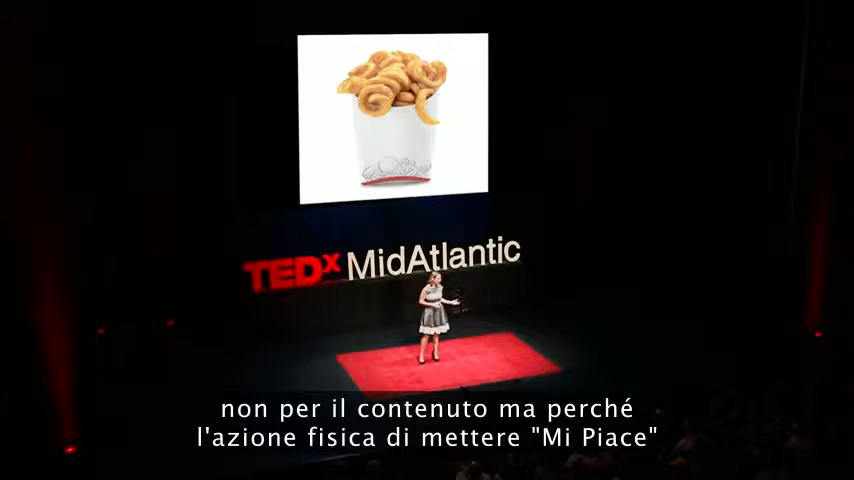 TEDx MidAtlantic
non per il contenuto ma perché
l'azione fisica di mettere "Mi Piace"